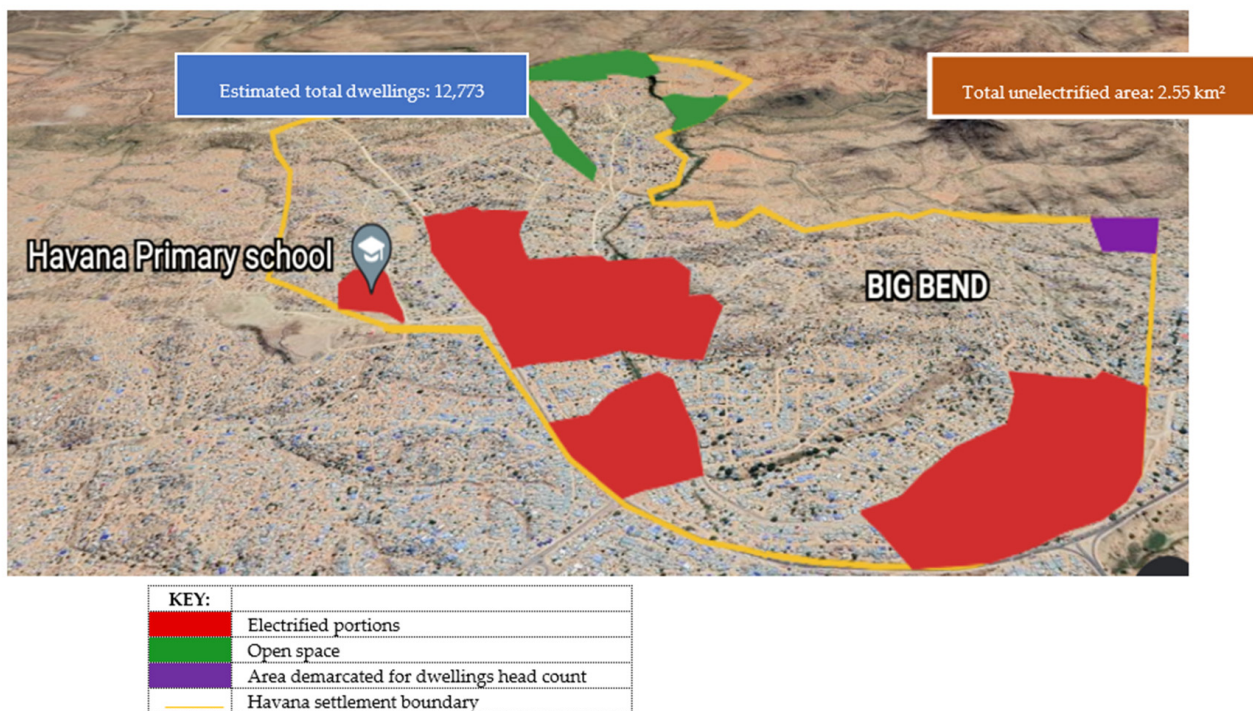 Estimated total dwellings: 12,773
Total unelectrified area: 2.55 km²
Havana Primary school
BIG BEND
KEY:
Electrified portions
Open space
Area demarcated for dwellings head count
Havana settlement boundary